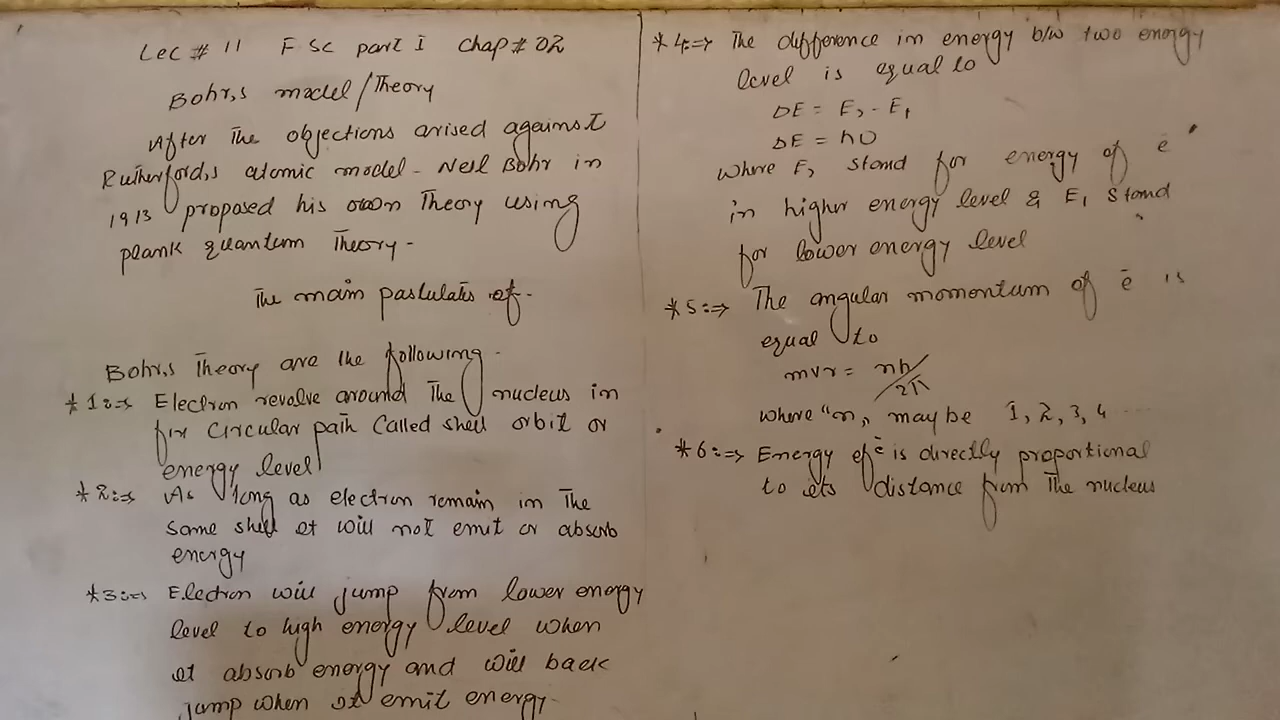 Lec # 11 F Sc part I Chap # 02
Bohr,s model/Theory
After The objections arised against
Rutherford,s atomic model - Neil Bohr in
1913 proposed his own Theory using
plank quantum Theory -
The main pastulates of -
Bohr,s Theory are the following -
*1:=> Electron revolve around The nucleus in
fix Circular path Called shell orbit or
energy level
*2:=> As long as electron remain in The
same shell it will not emit or absorb
energy
*3:=> Electron will jump from lower energy
level to high energy level when
it absorb energy and will back
jump when it emit energy -
*4:=> The difference in energy b/w two energy
level is equal to
ΔE = E₂ - E₁
ΔE = hυ
where E₂ stand for energy of ē
in higher energy level & E₁ stand
for lower energy level
*5:=> The angular momentum of ē is
equal to
mvr = nh/2π
where "n,, maybe 1, 2, 3, 4 ...
*6:=> Energy of ē is directly proportional
to its distance from The nucleus